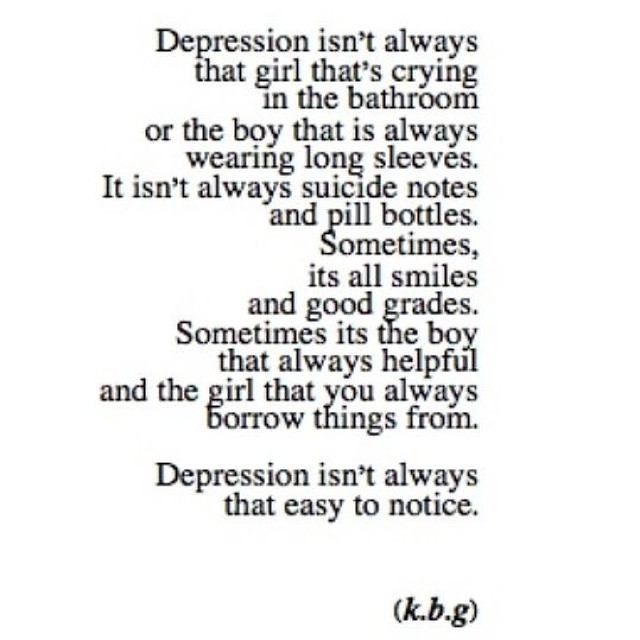 Depression isn't always
that girl that's crying
in the bathroom
or the boy that is always
wearing long sleeves.
It isn't always suicide notes
and pill bottles.
Sometimes,
its all smiles
and good grades.
Sometimes its the boy
that always helpful
and the girl that you always
borrow things from.
Depression isn't always
that easy to notice.
(k.b.g)